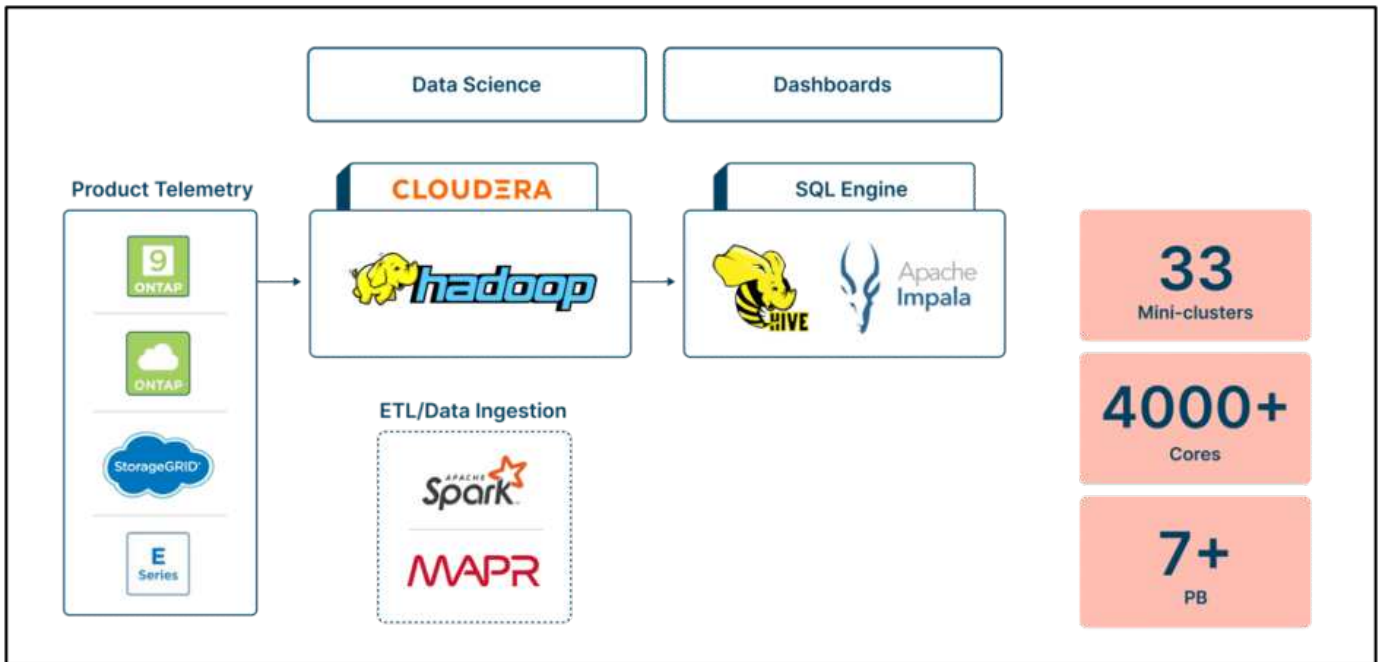 Data Science
Dashboards
Product Telemetry
CLOUDERA
SQL Engine
9
ONTAP
hadoop
HIVE
Apache
Impala
33
Mini-clusters
ONTAP
4000+
Cores
ETL/Data Ingestion
StorageGRID
APACHE
Spark
MAPR
E
Series
7+
PB